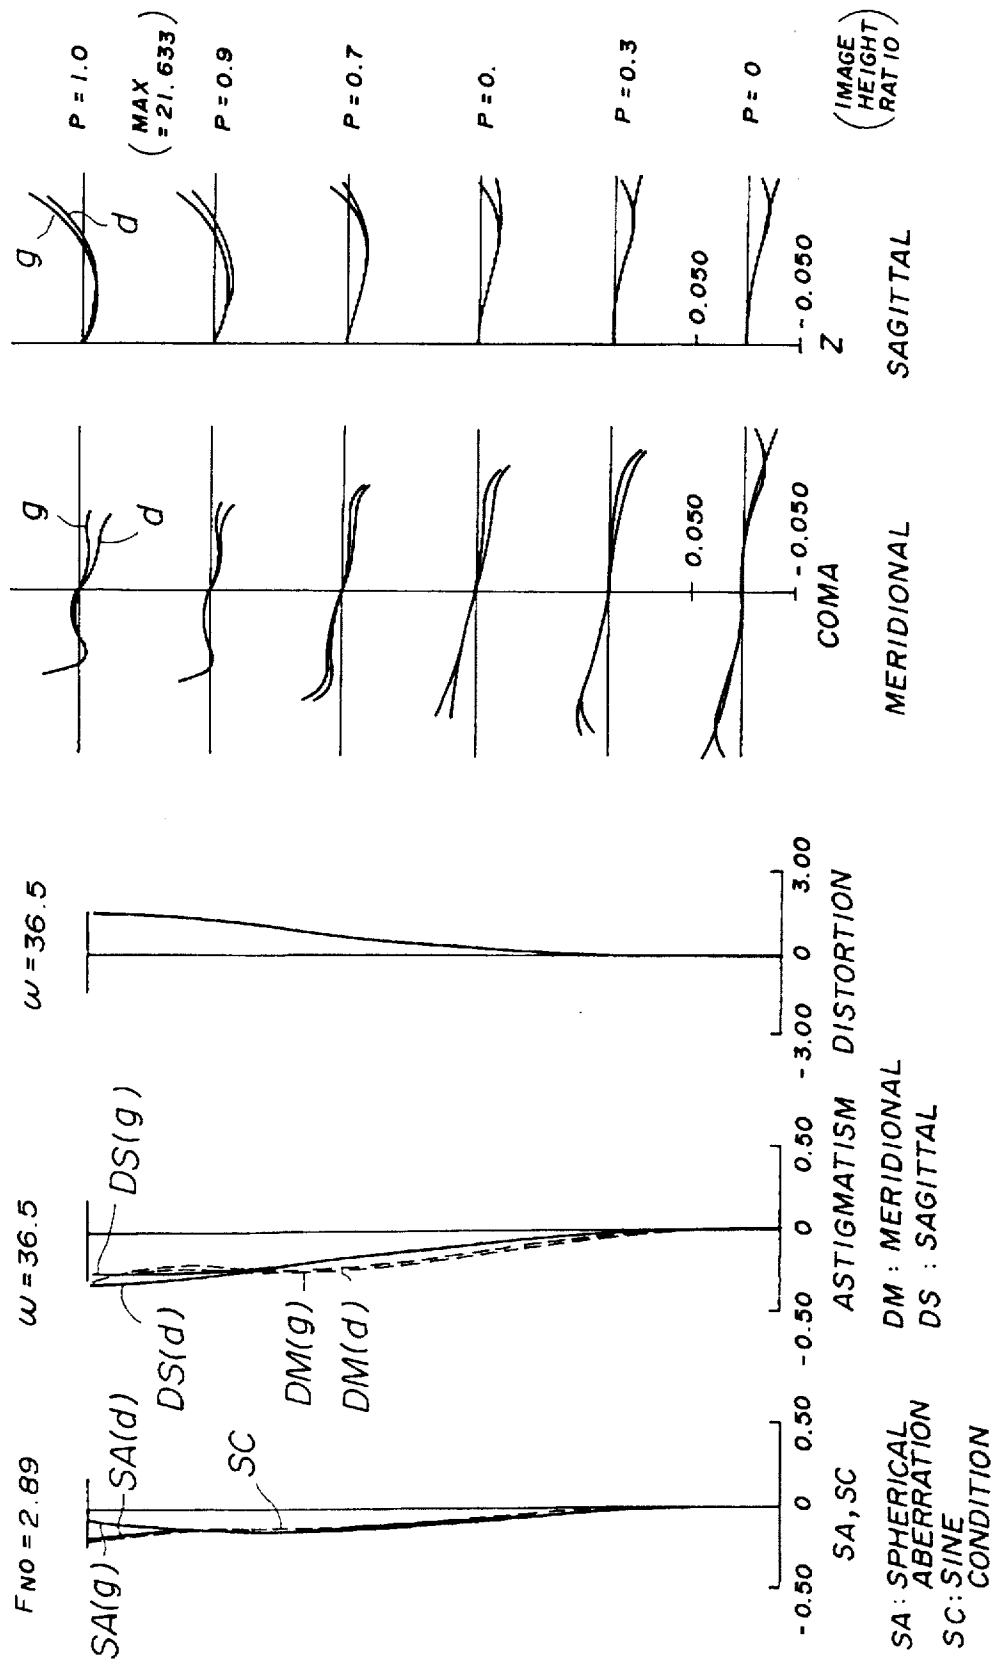 FNO = 2.89
SA(g)
SA(d)
SC
-0.50
0
0.50
SA, SC
SA : SPHERICAL
ABERRATION
SC : SINE
CONDITION
ω = 36.5
DS(g)
DS(d)
DM(g)
DM(d)
-0.50
0
0.50
ASTIGMATISM
DM : MERIDIONAL
DS : SAGITTAL
ω = 36.5
-3.00
0
3.00
DISTORTION
g
d
0.050
-0.050
COMA
MERIDIONAL
g
d
0.050
-0.050
Z
SAGITTAL
P = 1.0
(MAX
= 21.633)
P = 0.9
P = 0.7
P = 0.
P = 0.3
P = 0
(IMAGE
HEIGHT
RATIO)